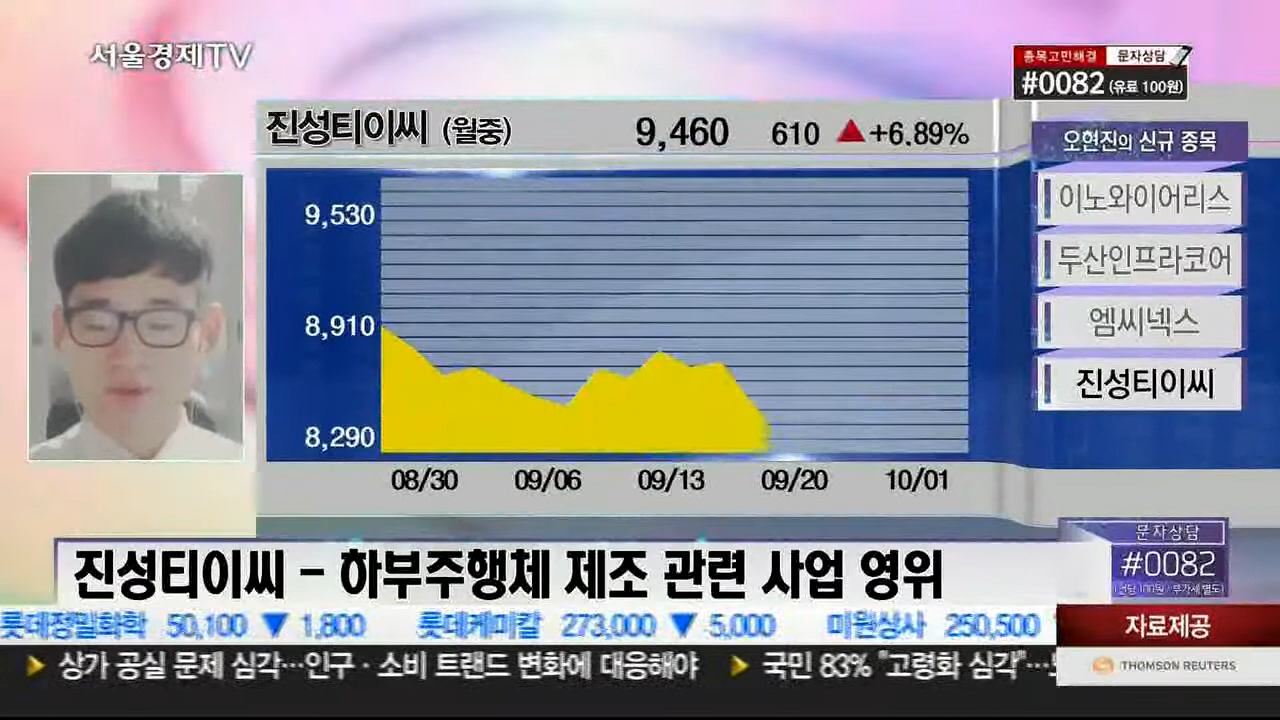 서울경제TV
종목고민해결 문자상담
#0082 (유료 100원)
진성티이씨 (월중) 9,460 610 ▲+6.89%
9,530
8,910
8,290
08/30 09/06 09/13 09/20 10/01
오현진의 신규 종목
이노와이어리스
두산인프라코어
엠씨넥스
진성티이씨
문자상담
#0082
진성티이씨 - 하부주행체 제조 관련 사업 영위
롯데정밀화학 50,100 ▼ 1,800 롯데케미칼 273,000 ▼ 5,000 미원상사 250,500
자료제공
THOMSON REUTERS
▶ 상가 공실 문제 심각…인구·소비 트랜드 변화에 대응해야 ▶ 국민 83% "고령화 심각"…